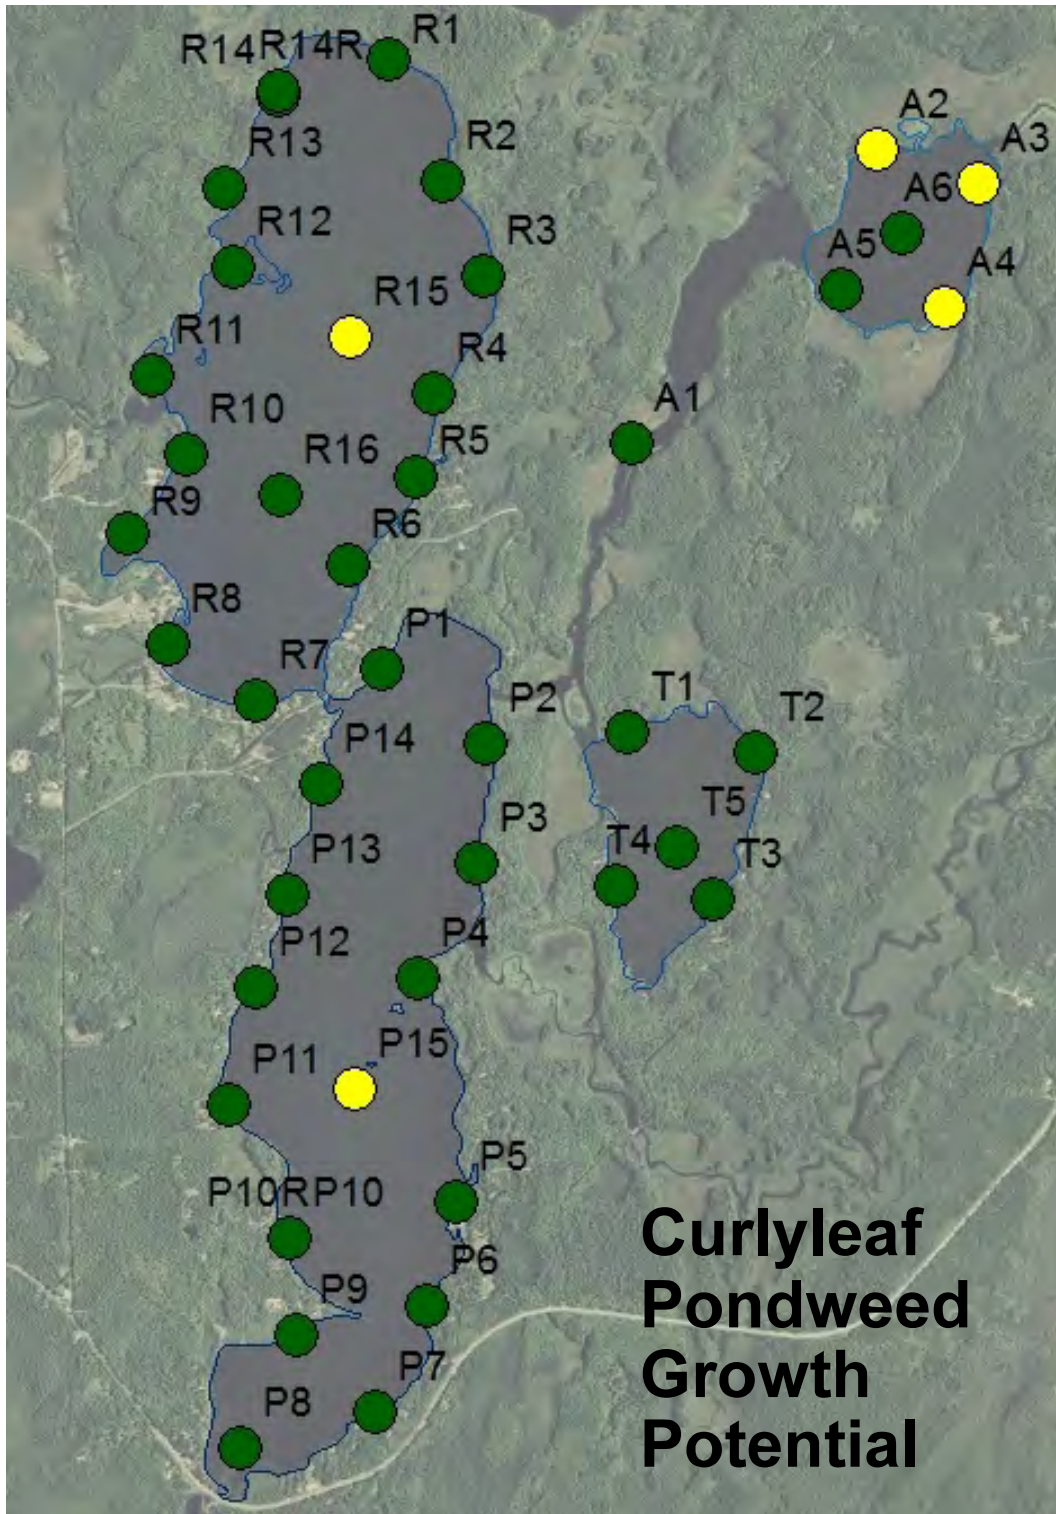 R14R14R
R1
A2
A3
R13
R2
A6
R12
R3
A5
A4
R15
R11
R4
A1
R10
R16
R5
R9
R6
R8
P1
R7
T1
P2
T2
P14
T5
P3
P13
T4
T3
P12
P4
P15
P11
P5
P10RP10
P6
P9
P7
P8
Curlyleaf
Pondweed
Growth
Potential